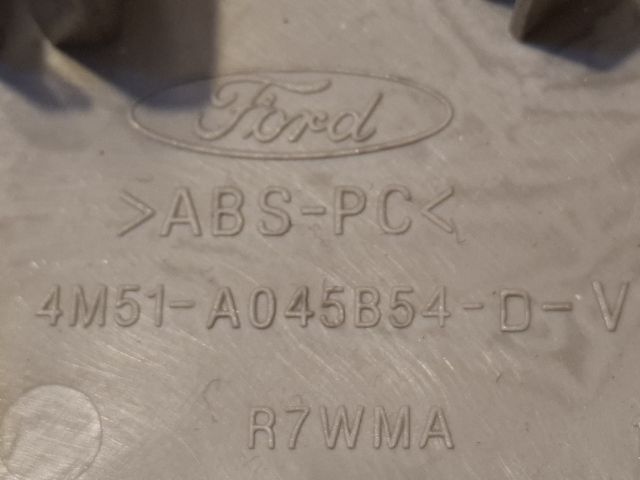 Ford
>ABS-PC<
4M51-A045B54-D-V
R7WMA